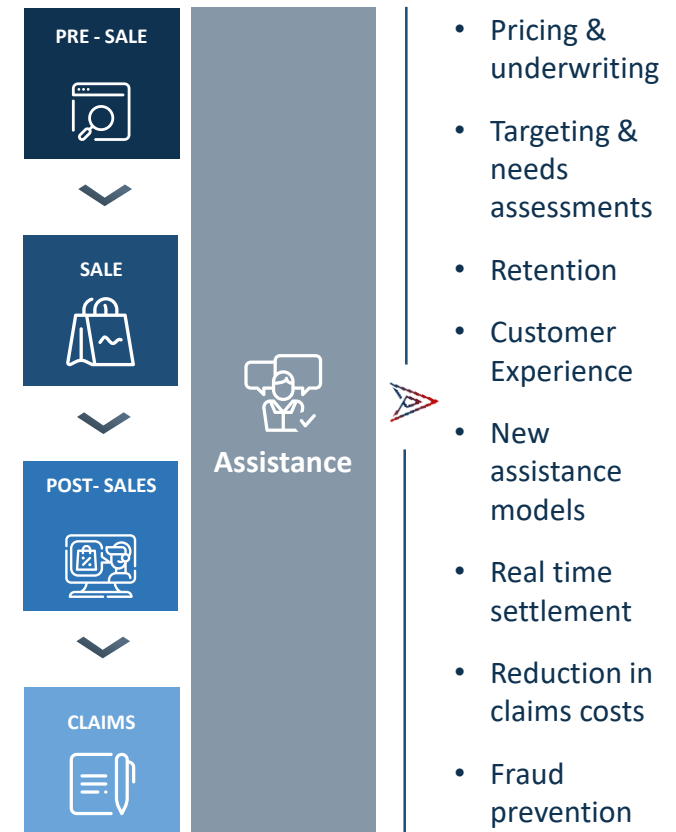 PRE - SALE
SALE
POST- SALES
CLAIMS
Assistance
• Pricing &
underwriting
• Targeting &
needs
assessments
• Retention
• Customer
Experience
• New
assistance
models
• Real time
settlement
• Reduction in
claims costs
• Fraud
prevention